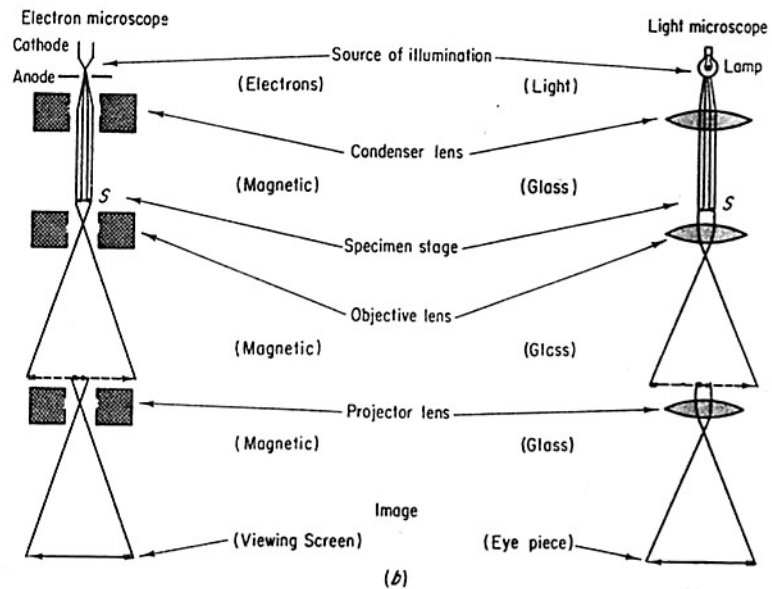 Electron microscope
Light microscope
Cathode
Source of illumination
Lamp
Anode
(Electrons)
(Light)
Condenser lens
(Magnetic)
(Glass)
S
S
Specimen stage
Objective lens
(Magnetic)
(Glcss)
Projector lens
(Magnetic)
(Glass)
Image
(Viewing Screen)
(Eye piece)
(b)